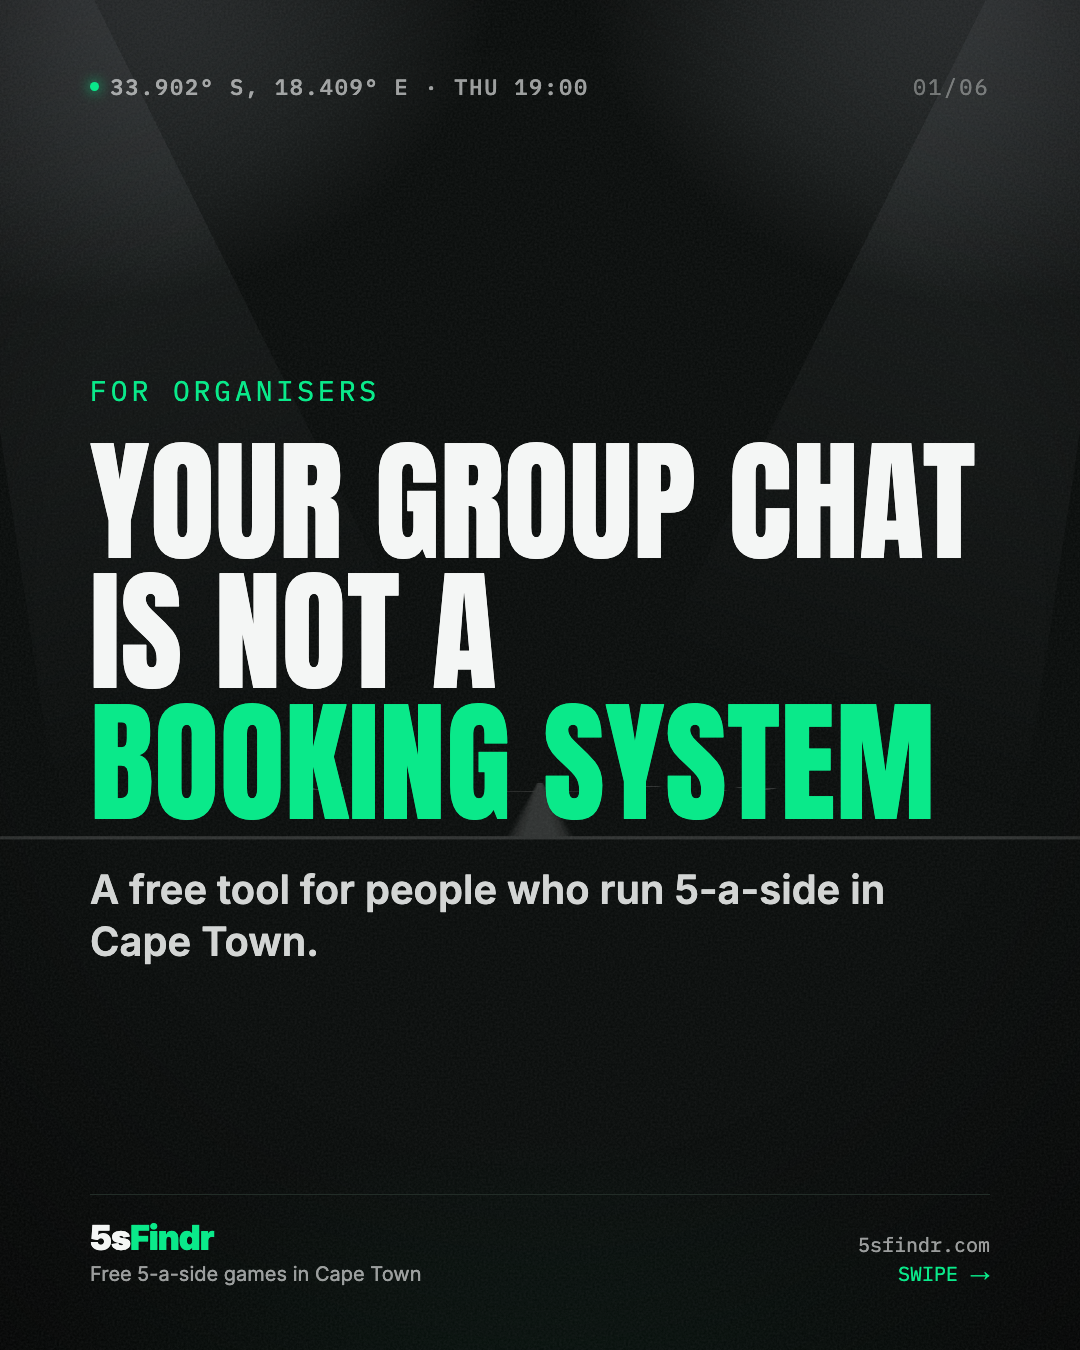 33.902° S, 18.409° E · THU 19:00
01/06
FOR ORGANISERS
YOUR GROUP CHAT
IS NOT A
BOOKING SYSTEM
A free tool for people who run 5-a-side in
Cape Town.
5sFindr
Free 5-a-side games in Cape Town
5sfindr.com
SWIPE →